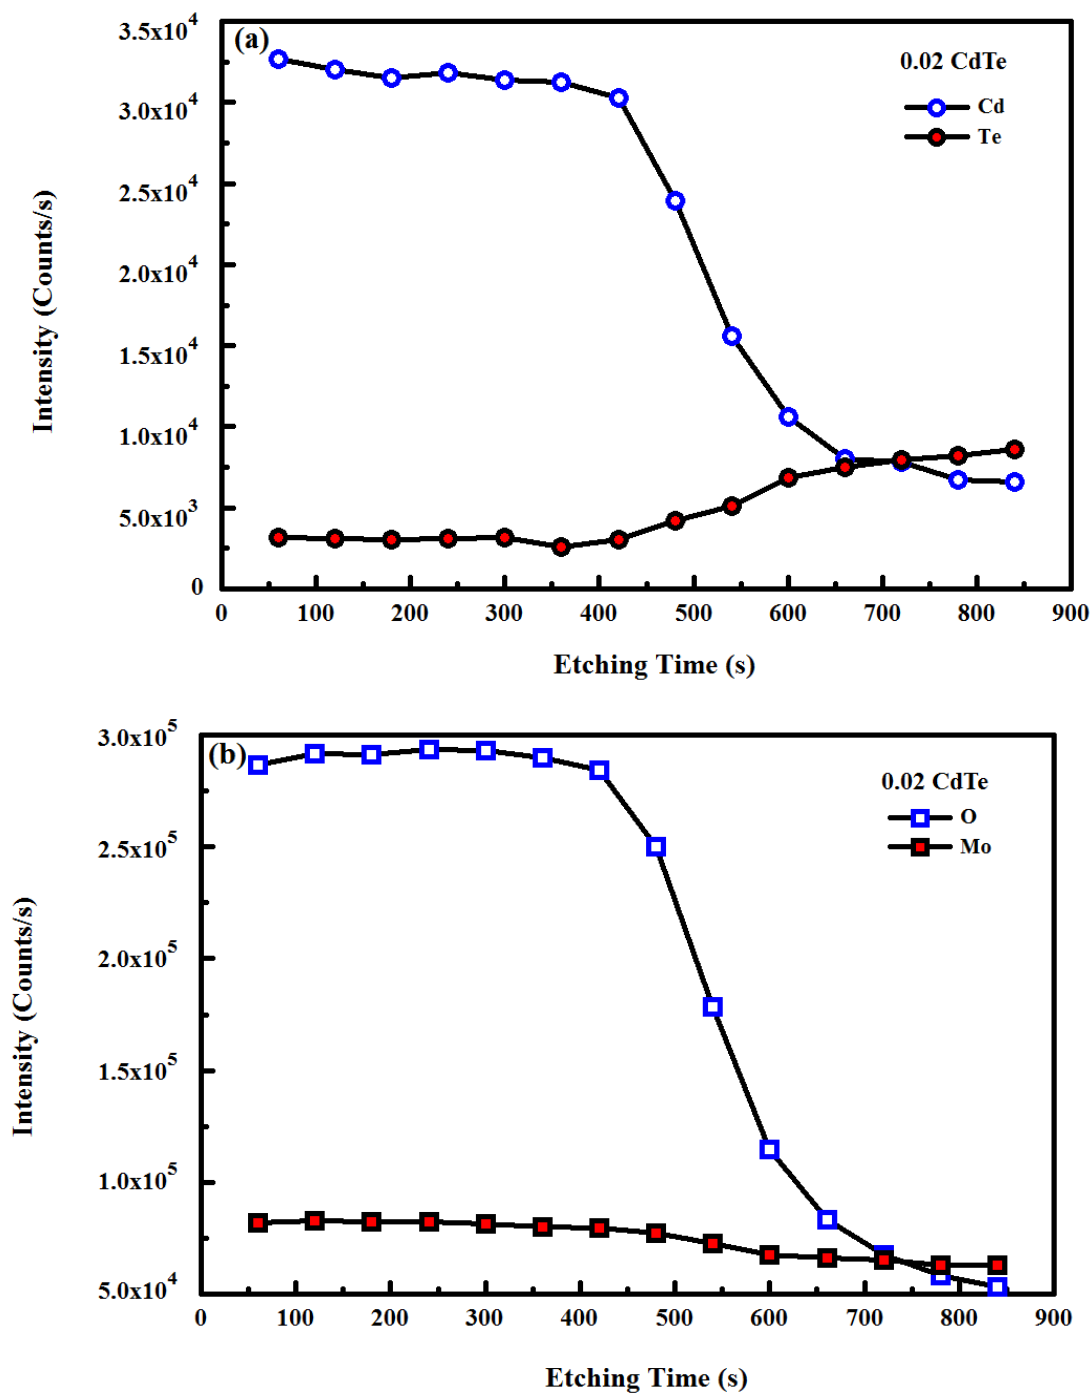 (a)
0.02 CdTe
Cd
Te
3.5x10⁴
3.0x10⁴
2.5x10⁴
2.0x10⁴
1.5x10⁴
1.0x10⁴
5.0x10³
0
Intensity (Counts/s)
0 100 200 300 400 500 600 700 800 900
Etching Time (s)
(b)
0.02 CdTe
O
Mo
3.0x10⁵
2.5x10⁵
2.0x10⁵
1.5x10⁵
1.0x10⁵
5.0x10⁴
Intensity (Counts/s)
0 100 200 300 400 500 600 700 800 900
Etching Time (s)